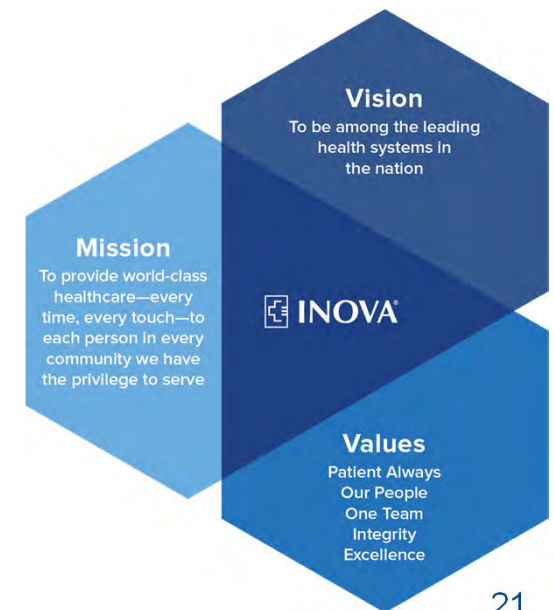 Vision
To be among the leading
health systems in
the nation
Mission
To provide world-class
healthcare—every
time, every touch—to
each person in every
community we have
the privilege to serve
INOVA®
Values
Patient Always
Our People
One Team
Integrity
Excellence
21